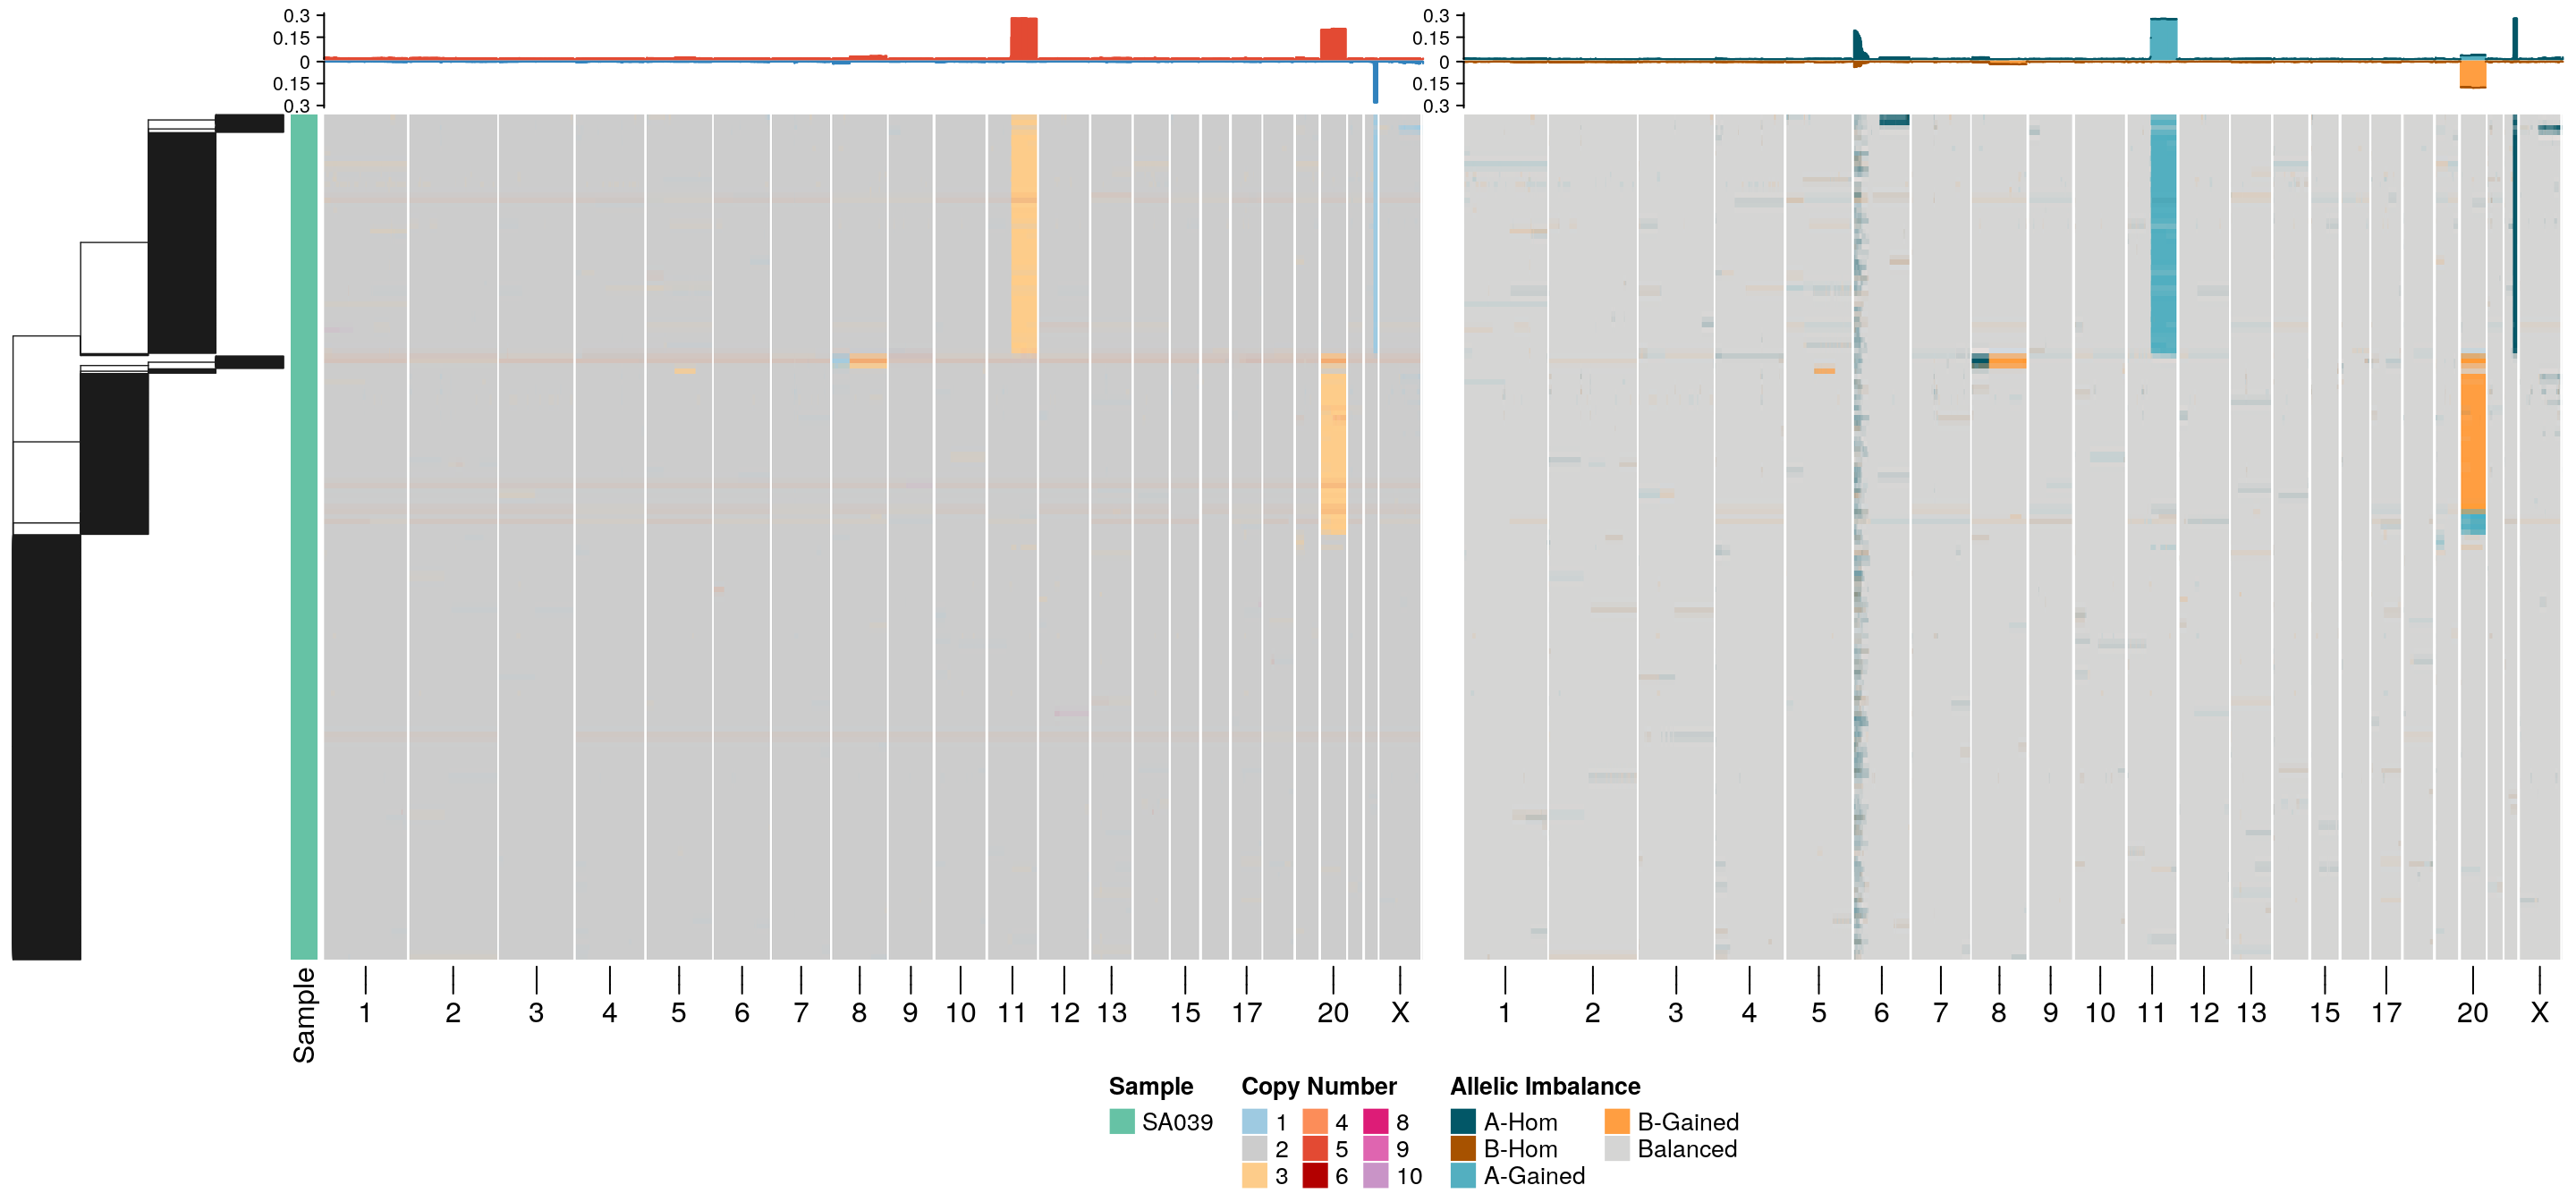 0.3
0.15
0
0.15
0.3
0.3
0.15
0
0.15
0.3
Sample
1 2 3 4 5 6 7 8 9 10 11 12 13 15 17 20 X
1 2 3 4 5 6 7 8 9 10 11 12 13 15 17 20 X
Sample
SA039
Copy Number
1 4 8
2 5 9
3 6 10
Allelic Imbalance
A-Hom B-Gained
B-Hom Balanced
A-Gained